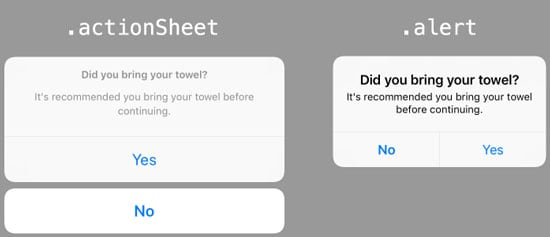 .actionSheet
Did you bring your towel?
It's recommended you bring your towel before
continuing.
Yes
No
.alert
Did you bring your towel?
It's recommended you bring your towel
before continuing.
No
Yes